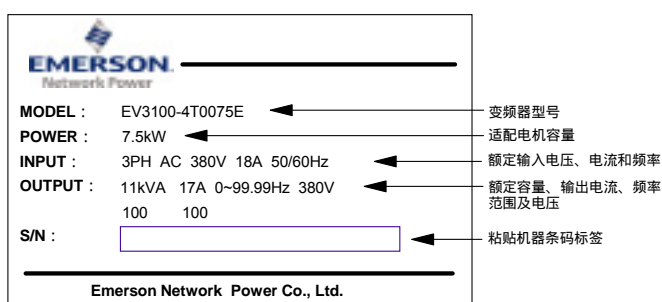 EMERSON
Network Power
MODEL : EV3100-4T0075E 变频器型号
POWER : 7.5kW 适配电机容量
INPUT : 3PH AC 380V 18A 50/60Hz 额定输入电压、电流和频率
OUTPUT : 11kVA 17A 0~99.99Hz 380V 额定容量、输出电流、频率
范围及电压
100 100
S/N : 粘贴机器条码标签
Emerson Network Power Co., Ltd.